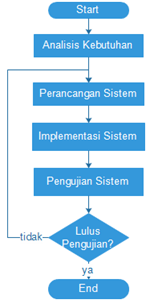 Start
Analisis Kebutuhan
Perancangan Sistem
Implementasi Sistem
Pengujian Sistem
Lulus
Pengujian?
tidak
ya
End